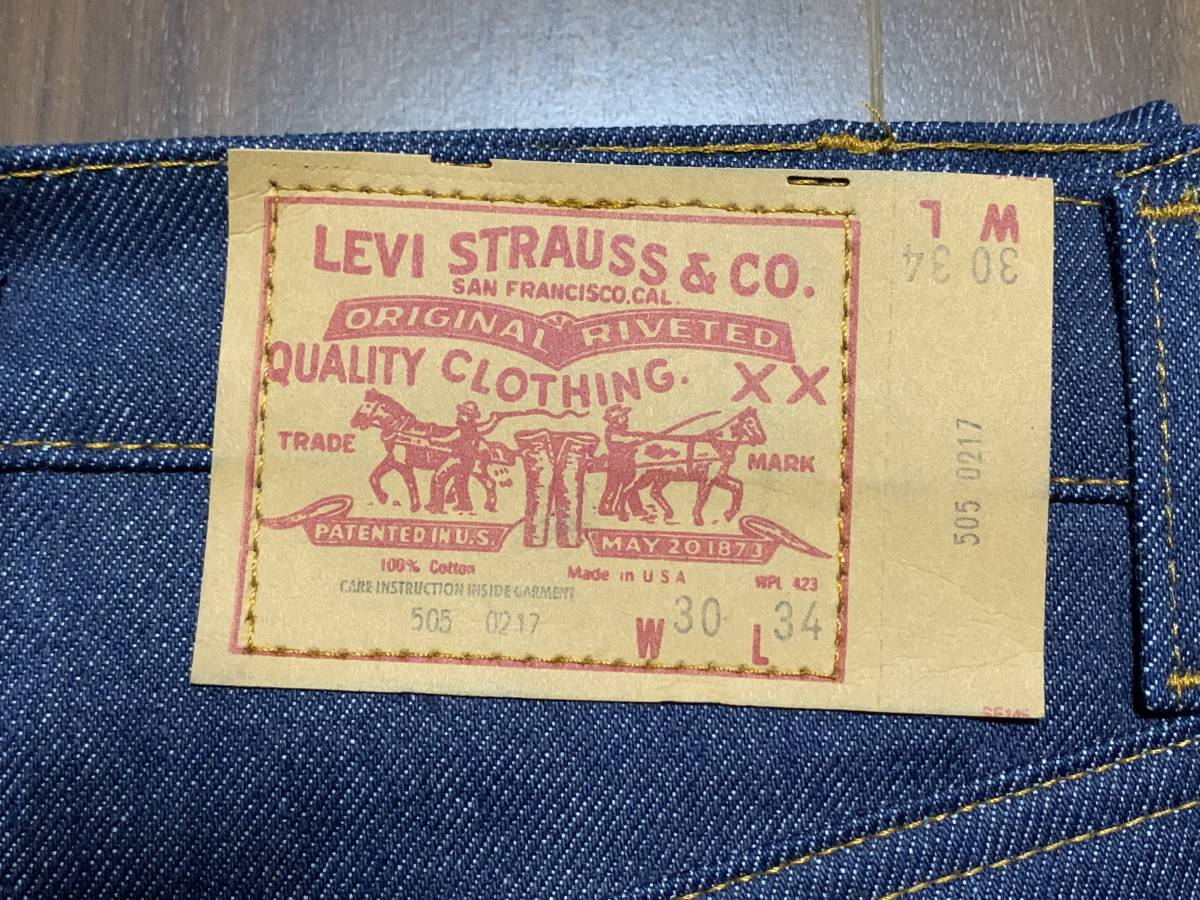 LEVI STRAUSS & CO.
SAN FRANCISCO, CAL.
ORIGINAL RIVETED
QUALITY CLOTHING. XX
TRADE MARK
PATENTED IN U.S. MAY 20 1873
100% Cotton Made in U S A WPL 423
CARE INSTRUCTION INSIDE GARMENT
505 0217 W 30 L 34
W L
30 34
505 0217